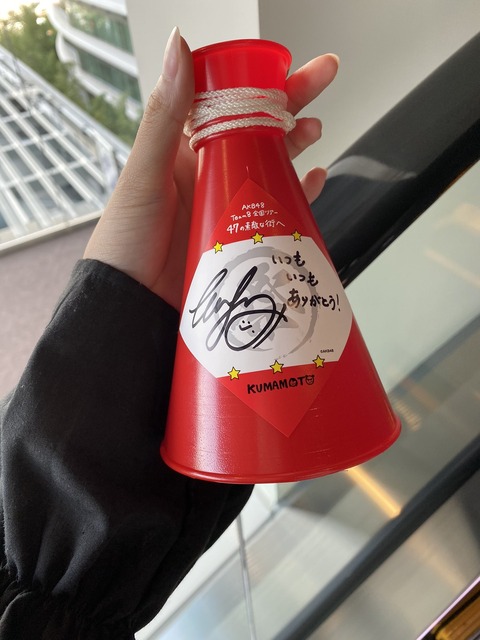 AKB48
Team8 全国ツアー
47の素敵な街へ
いつも
いつも
ありがとう!
©AKB48
KUMAMOTO